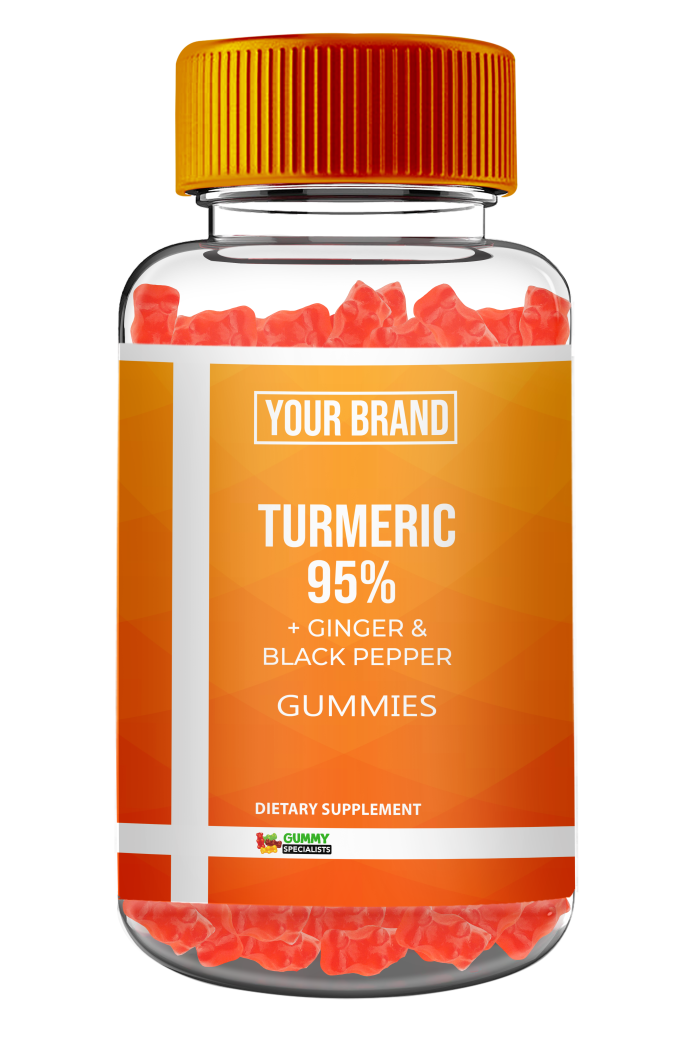 YOUR BRAND
TURMERIC
95%
+ GINGER &
BLACK PEPPER
GUMMIES
DIETARY SUPPLEMENT
GUMMY
SPECIALISTS